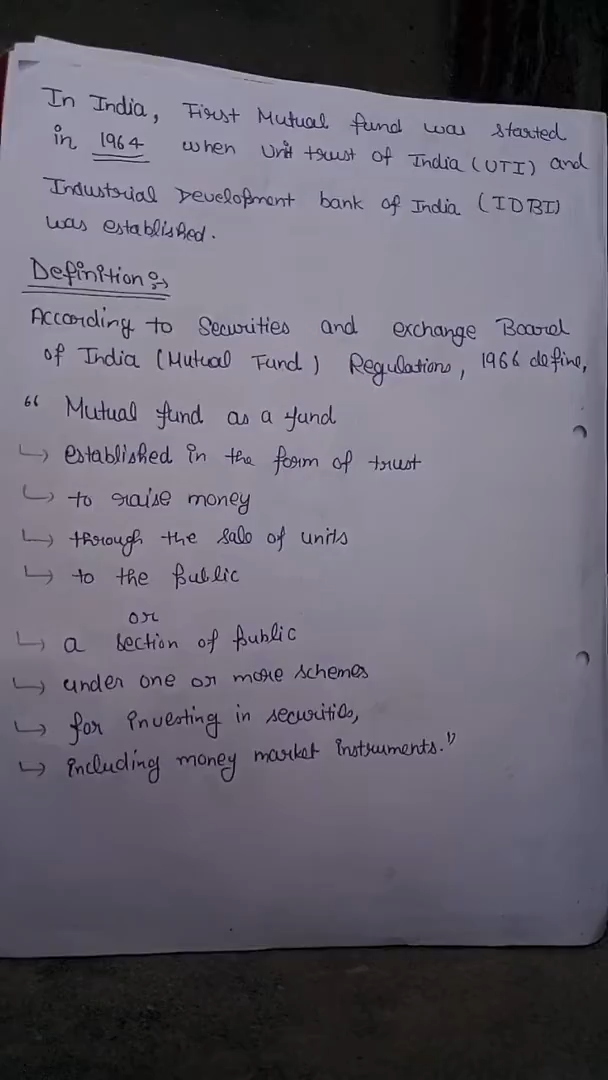 In India, First Mutual fund was started
in 1964 when Unit trust of India (UTI) and
Industrial Development bank of India (IDBI)
was established.
Definition:→
According to Securities and exchange Board
of India (Mutual Fund) Regulations, 1966 define,
“ Mutual fund as a fund
↳ established in the form of trust
↳ to raise money
↳ through the sale of units
↳ to the public
or
↳ a section of public
↳ under one or more schemes
↳ for investing in securities,
↳ including money market instruments.”